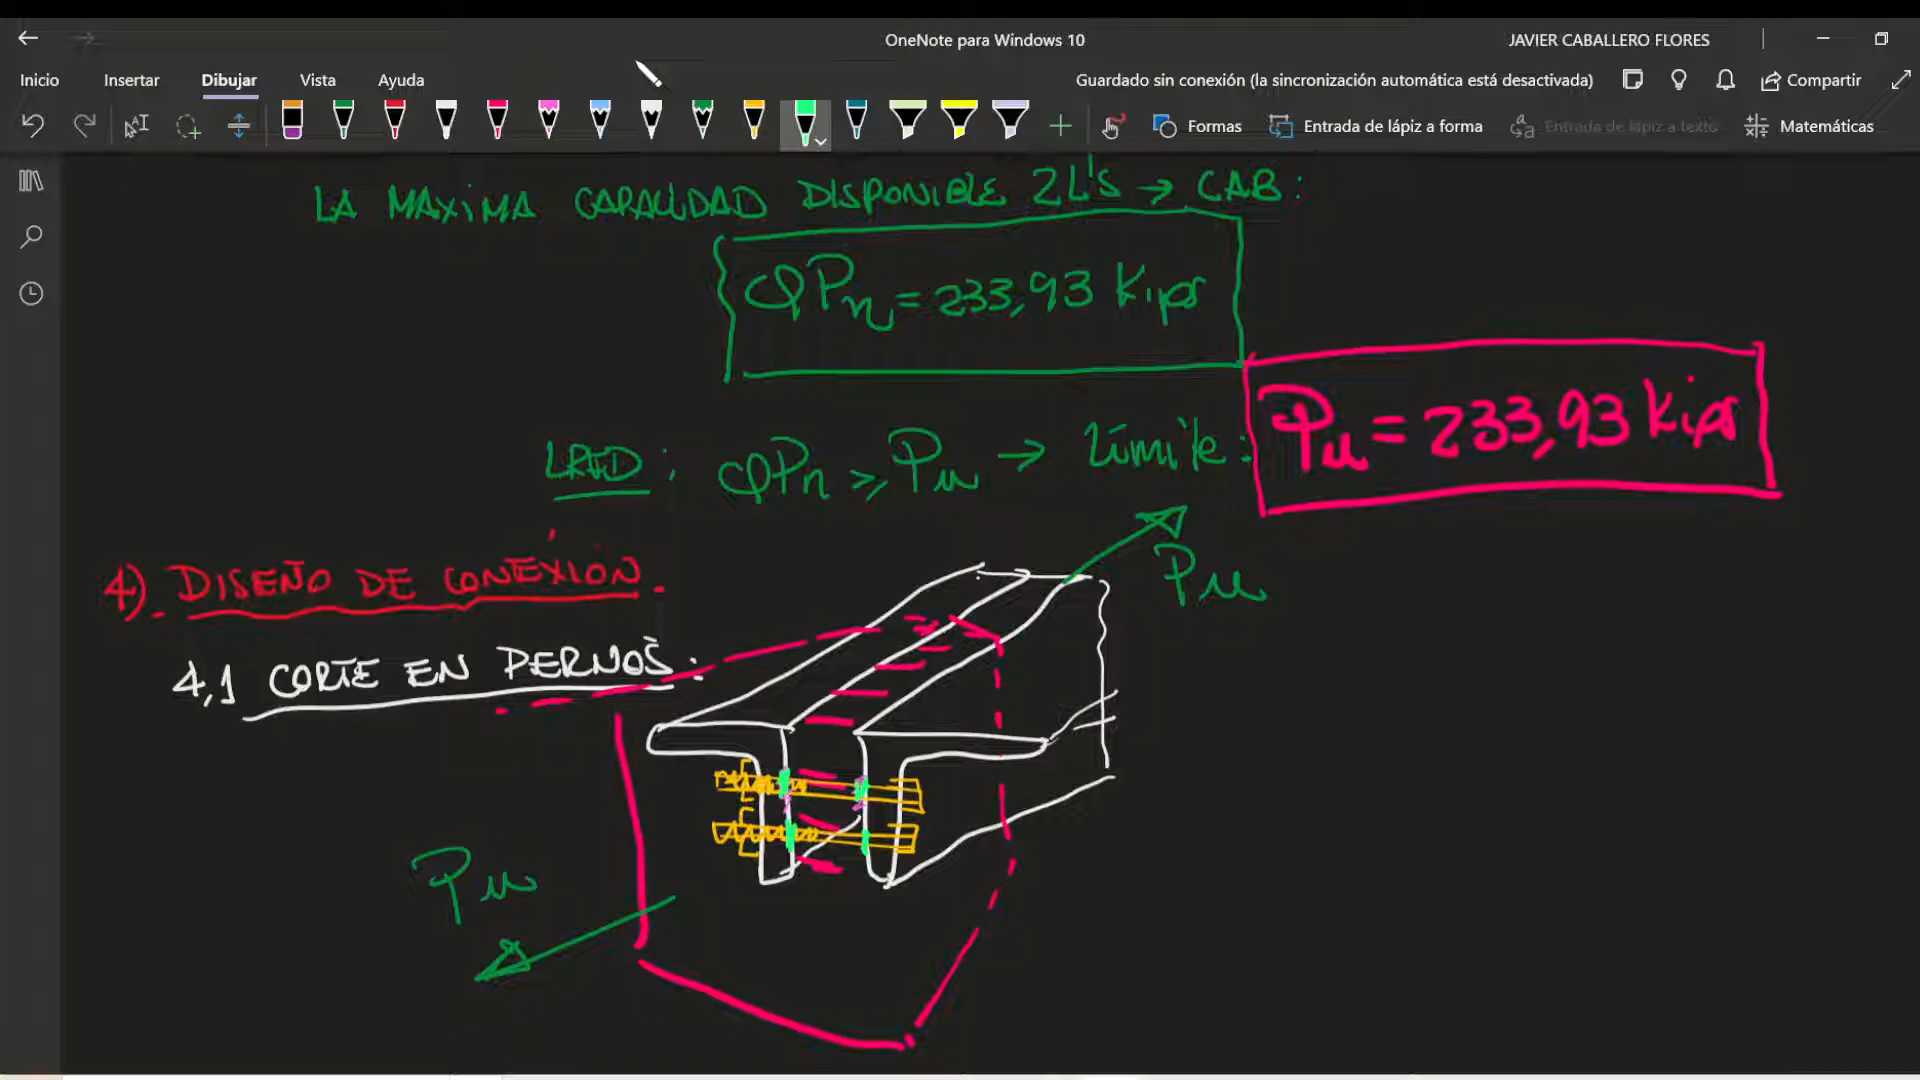 OneNote para Windows 10
JAVIER CABALLERO FLORES
Inicio Insertar Dibujar Vista Ayuda
Guardado sin conexión (la sincronización automática está desactivada)
Compartir
Formas
Entrada de lápiz a forma
Entrada de lápiz a texto
Matemáticas
LA MAXIMA CAPACIDAD DISPONIBLE 2L'S → CAB:
ΦPn = 233,93 Kips
LRFD: ΦPn ≥ Pu → Límite:
Pu = 233,93 Kips
4). DISEÑO DE CONEXIÓN.
Pu
4,1 CORTE EN PERNOS:
Pu